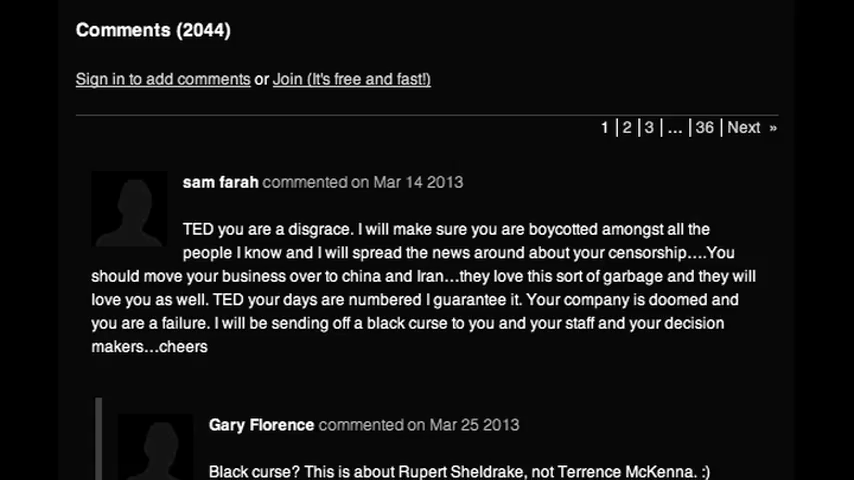 Comments (2044)
Sign in to add comments or Join (It's free and fast!)
1 | 2 | 3 | ... | 36 | Next »
sam farah commented on Mar 14 2013
TED you are a disgrace. I will make sure you are boycotted amongst all the
people I know and I will spread the news around about your censorship....You
should move your business over to china and Iran...they love this sort of garbage and they will
love you as well. TED your days are numbered I guarantee it. Your company is doomed and
you are a failure. I will be sending off a black curse to you and your staff and your decision
makers...cheers
Gary Florence commented on Mar 25 2013
Black curse? This is about Rupert Sheldrake, not Terrence McKenna. :)